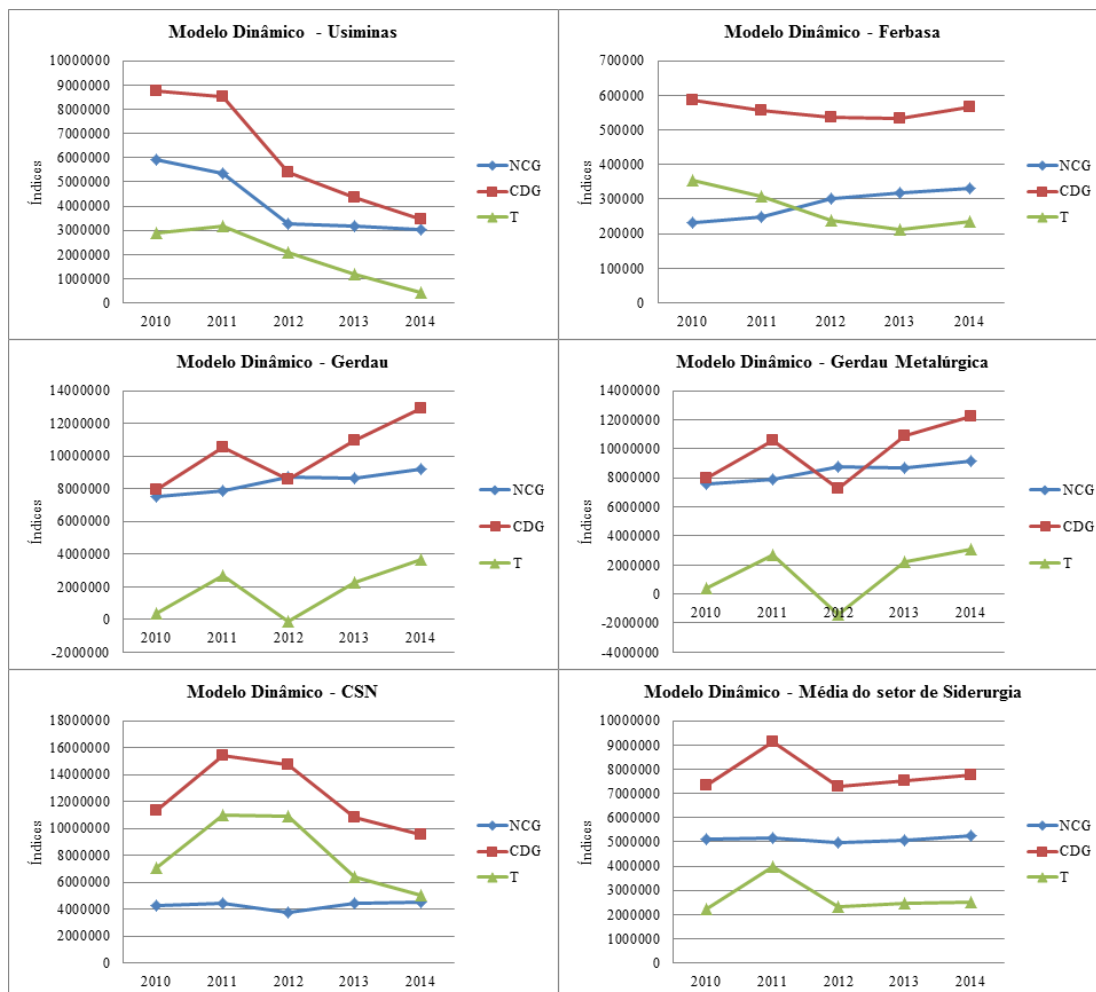 Modelo Dinâmico - Usiminas
10000000
9000000
8000000
7000000
6000000
5000000
4000000
3000000
2000000
1000000
0
Índices
2010 2011 2012 2013 2014
NCG
CDG
T
Modelo Dinâmico - Ferbasa
700000
600000
500000
400000
300000
200000
100000
0
Índices
2010 2011 2012 2013 2014
NCG
CDG
T
Modelo Dinâmico - Gerdau
14000000
12000000
10000000
8000000
6000000
4000000
2000000
0
-2000000
Índices
2010 2011 2012 2013 2014
NCG
CDG
T
Modelo Dinâmico - Gerdau Metalúrgica
14000000
12000000
10000000
8000000
6000000
4000000
2000000
0
-2000000
-4000000
Índices
2010 2011 2012 2013 2014
NCG
CDG
T
Modelo Dinâmico - CSN
18000000
16000000
14000000
12000000
10000000
8000000
6000000
4000000
2000000
0
Índices
2010 2011 2012 2013 2014
NCG
CDG
T
Modelo Dinâmico - Média do setor de Siderurgia
10000000
9000000
8000000
7000000
6000000
5000000
4000000
3000000
2000000
1000000
0
Índices
2010 2011 2012 2013 2014
NCG
CDG
T